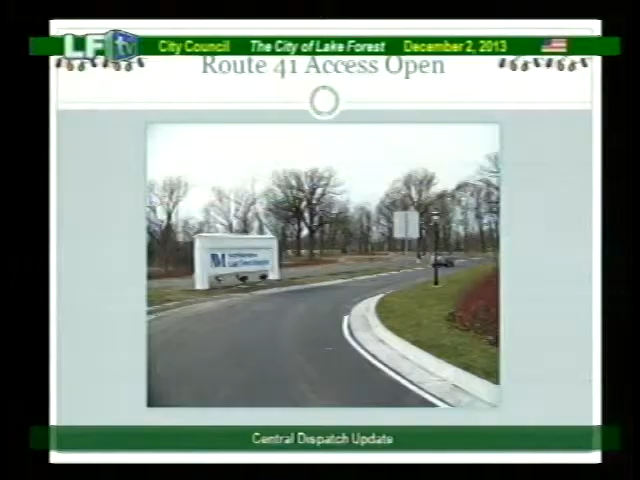 LFtv City Council The City of Lake Forest December 2, 2013
Route 41 Access Open
Central Dispatch Update